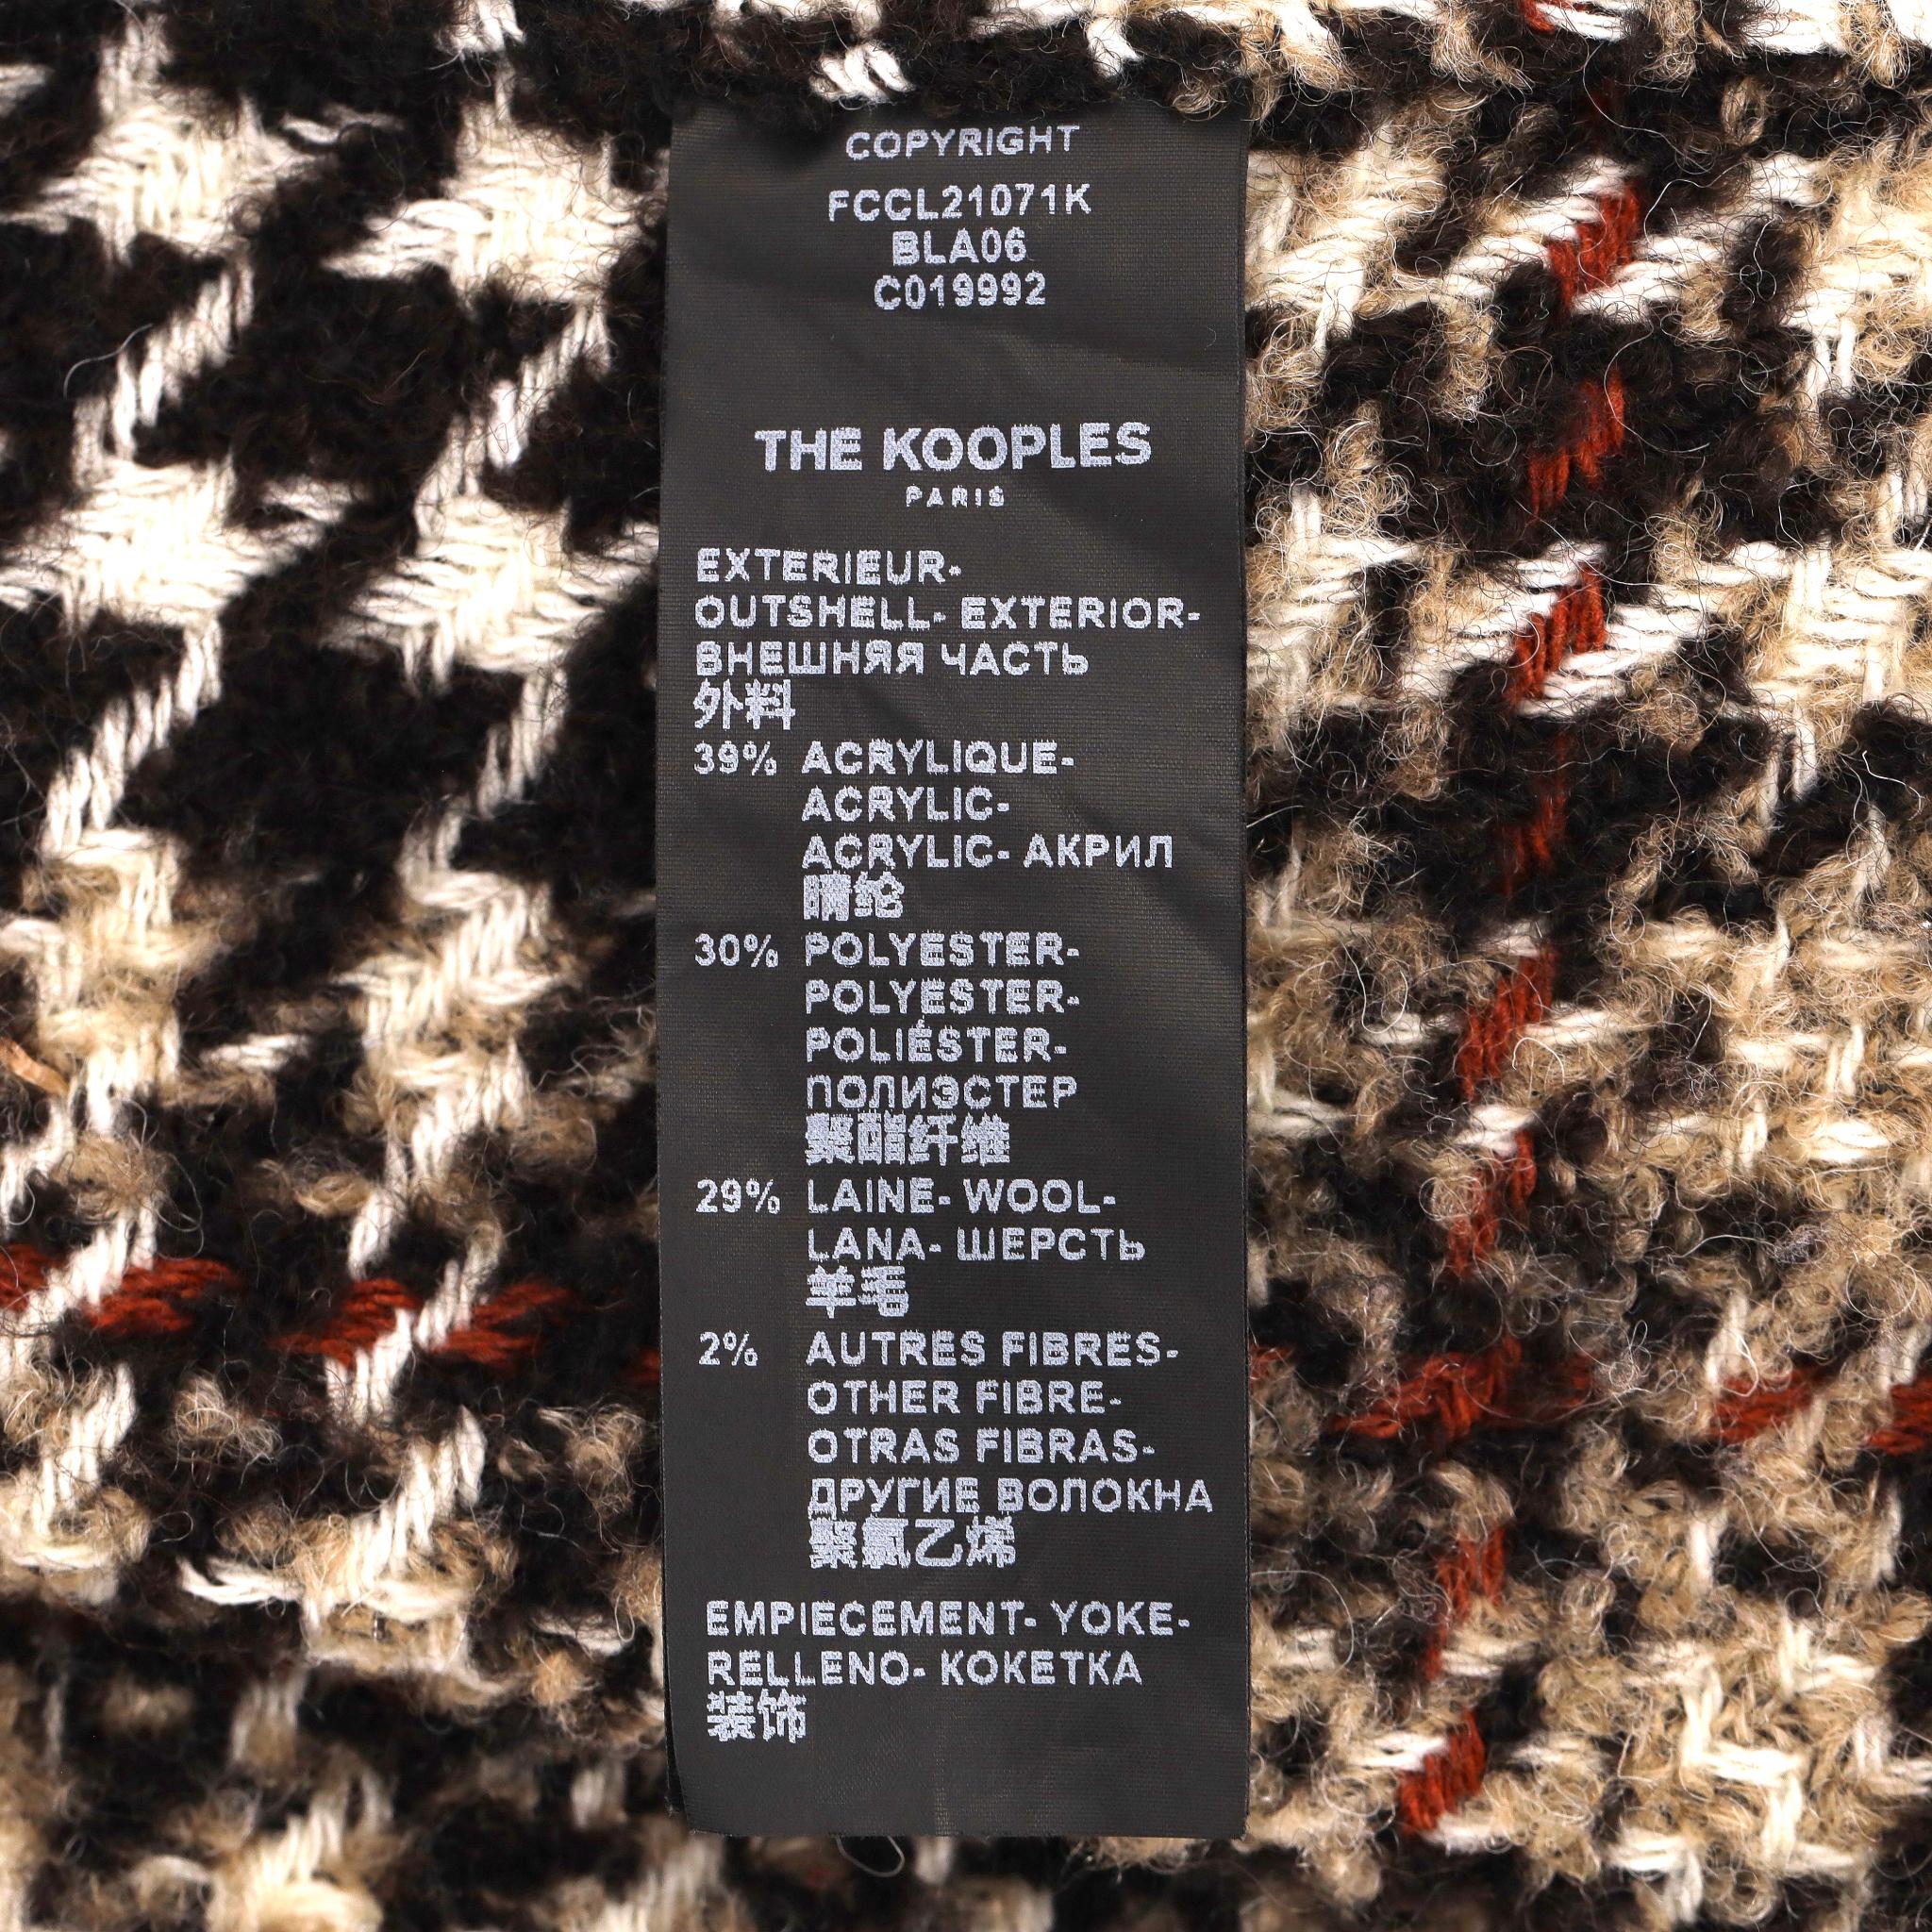 COPYRIGHT
FCCL21071K
BLA06
C019992
THE KOOPLES
PARIS
EXTERIEUR-
OUTSHELL- EXTERIOR-
ВНЕШНЯЯ ЧАСТЬ
外料
39% ACRYLIQUE-
ACRYLIC-
ACRYLIC- АКРИЛ
腈纶
30% POLYESTER-
POLYESTER-
POLIÉSTER-
ПОЛИЭСТЕР
聚酯纤维
29% LAINE- WOOL-
LANA- ШЕРСТЬ
羊毛
2% AUTRES FIBRES-
OTHER FIBRE-
OTRAS FIBRAS-
ДРУГИЕ ВОЛОКНА
聚氯乙烯
EMPIECEMENT- YOKE-
RELLENO- КОКЕТКА
装饰